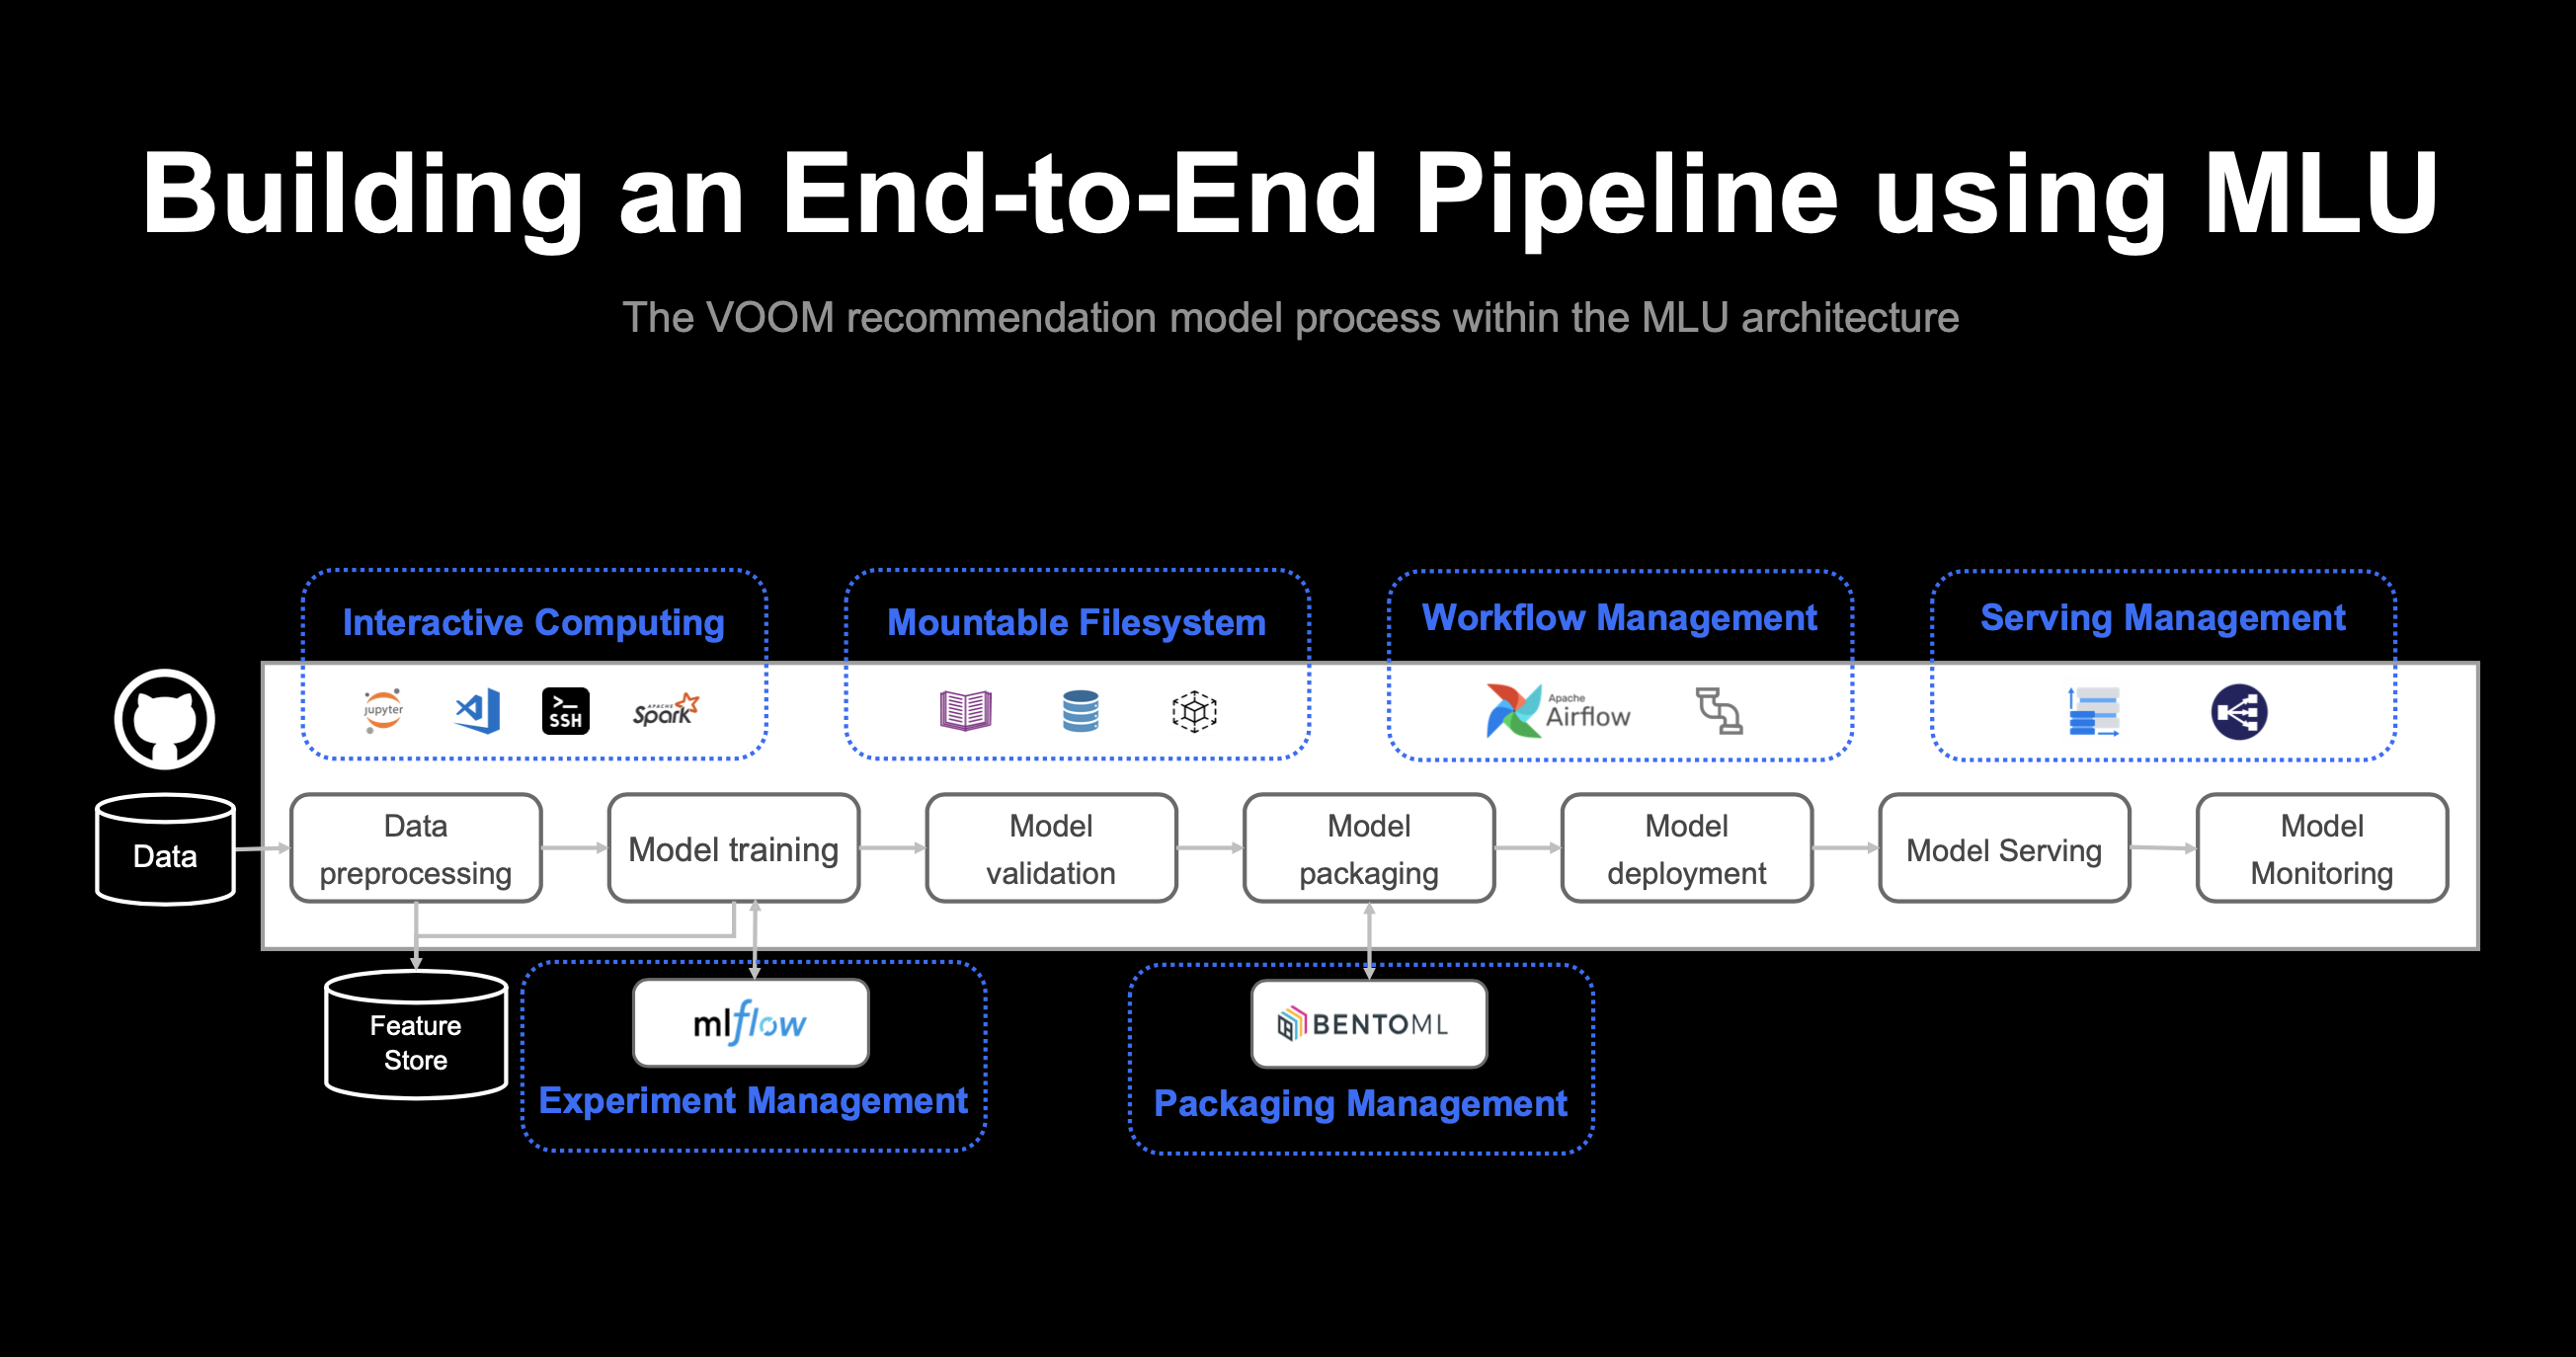 Building an End-to-End Pipeline using MLU
The VOOM recommendation model process within the MLU architecture
Interactive Computing
Mountable Filesystem
Workflow Management
Serving Management
jupyter
>_
SSH
APACHE
Spark
Apache
Airflow
Data
Data
preprocessing
Model training
Model
validation
Model
packaging
Model
deployment
Model Serving
Model
Monitoring
Feature
Store
mlflow
Experiment Management
BENTOML
Packaging Management